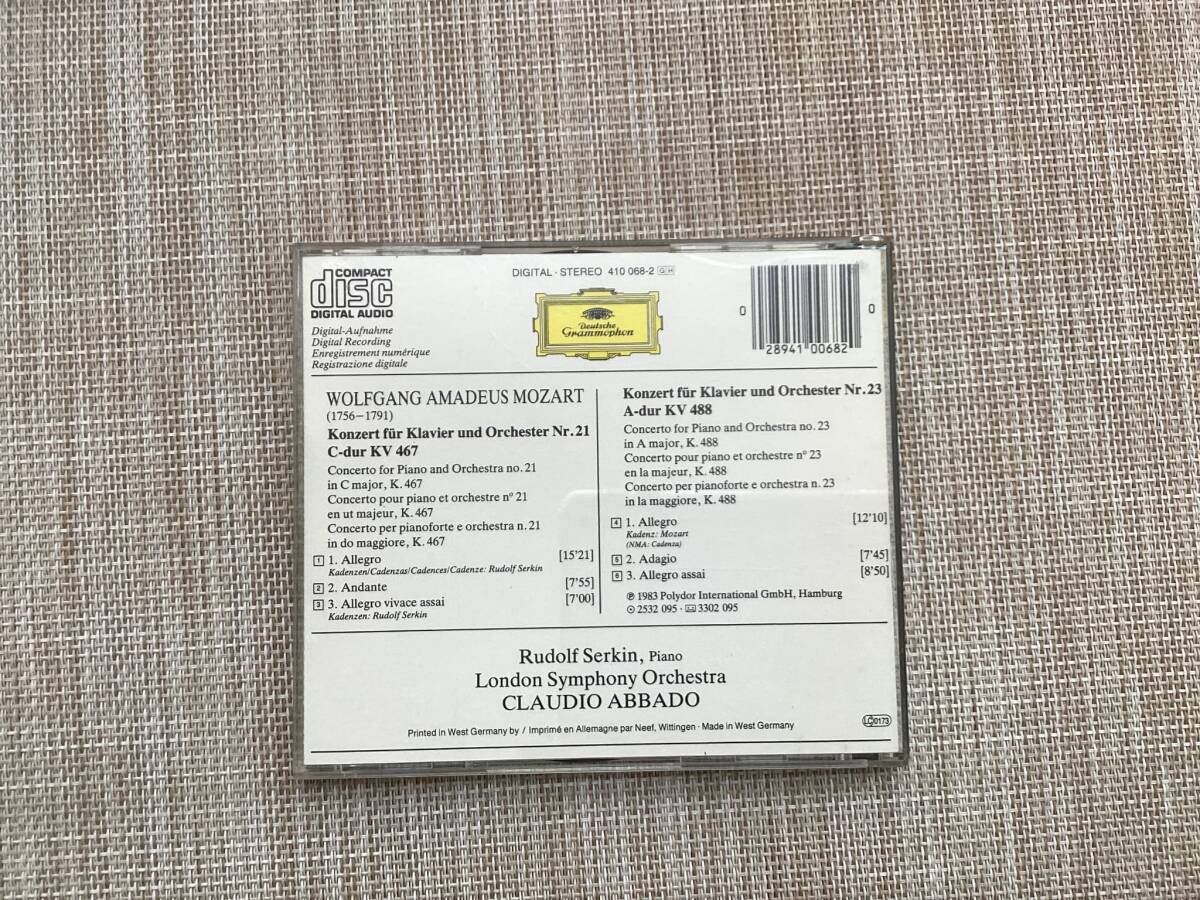 COMPACT
disc
DIGITAL AUDIO
Digital-Aufnahme
Digital Recording
Enregistrement numérique
Registrazione digitale
DIGITAL · STEREO 410 068-2 GH
Deutsche
Grammophon
0 28941 00682 0
WOLFGANG AMADEUS MOZART
(1756–1791)
Konzert für Klavier und Orchester Nr. 21
C-dur KV 467
Concerto for Piano and Orchestra no. 21
in C major, K. 467
Concerto pour piano et orchestre n° 21
en ut majeur, K. 467
Concerto per pianoforte e orchestra n. 21
in do maggiore, K. 467
1 1. Allegro [15'21]
Kadenzen/Cadenzas/Cadences/Cadenze: Rudolf Serkin
2 2. Andante [7'55]
3 3. Allegro vivace assai [7'00]
Kadenzen: Rudolf Serkin
Konzert für Klavier und Orchester Nr. 23
A-dur KV 488
Concerto for Piano and Orchestra no. 23
in A major, K. 488
Concerto pour piano et orchestre n° 23
en la majeur, K. 488
Concerto per pianoforte e orchestra n. 23
in la maggiore, K. 488
4 1. Allegro [12'10]
Kadenz: Mozart
(NMA: Cadenza)
5 2. Adagio [7'45]
6 3. Allegro assai [8'50]
℗ 1983 Polydor International GmbH, Hamburg
2532 095 · 3302 095
Rudolf Serkin, Piano
London Symphony Orchestra
CLAUDIO ABBADO
Printed in West Germany by / Imprimé en Allemagne par Neef, Wittingen · Made in West Germany
LC 0173